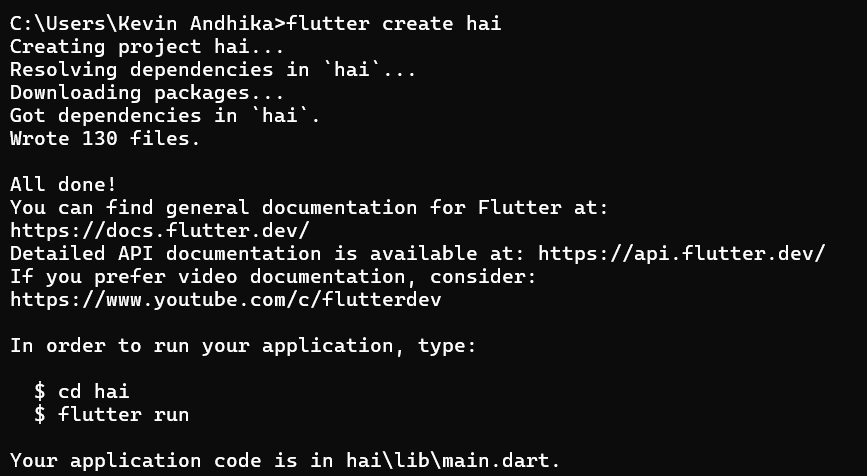 C:\Users\Kevin Andhika>flutter create hai
Creating project hai...
Resolving dependencies in `hai`...
Downloading packages...
Got dependencies in `hai`.
Wrote 130 files.

All done!
You can find general documentation for Flutter at:
https://docs.flutter.dev/
Detailed API documentation is available at: https://api.flutter.dev/
If you prefer video documentation, consider:
https://www.youtube.com/c/flutterdev

In order to run your application, type:

  $ cd hai
  $ flutter run

Your application code is in hai\lib\main.dart.